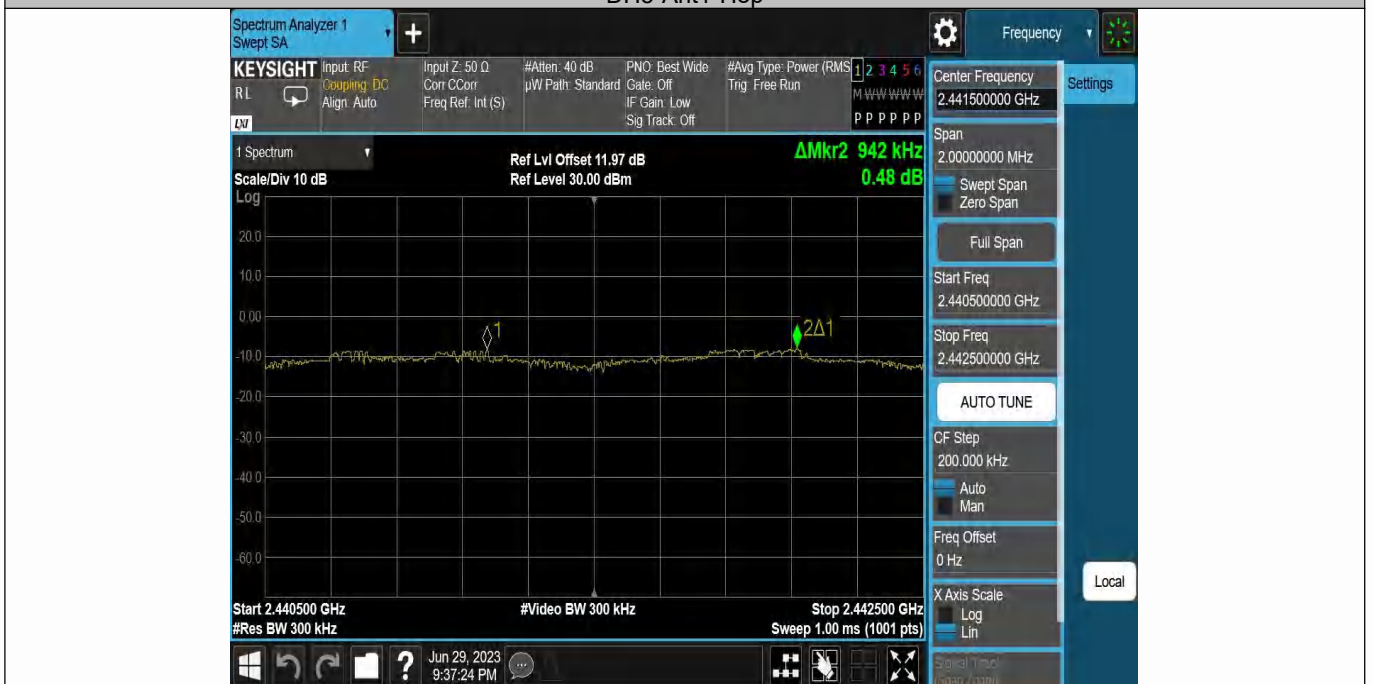 Spectrum Analyzer 1
Swept SA
+
Frequency
KEYSIGHT
RL
LXI
Input: RF
Coupling: DC
Align: Auto
Input Z: 50 Ω
Corr CCorr
Freq Ref: Int (S)
#Atten: 40 dB
µW Path: Standard
PNO: Best Wide
Gate: Off
IF Gain: Low
Sig Track: Off
#Avg Type: Power (RMS
Trig: Free Run
1 2 3 4 5 6
M W W W W W
P P P P P P
1 Spectrum
Scale/Div 10 dB
Ref Lvl Offset 11.97 dB
Ref Level 30.00 dBm
ΔMkr2 942 kHz
0.48 dB
Log
20.0
10.0
0.00
-10.0
-20.0
-30.0
-40.0
-50.0
-60.0
1
2Δ1
Start 2.440500 GHz
#Res BW 300 kHz
#Video BW 300 kHz
Stop 2.442500 GHz
Sweep 1.00 ms (1001 pts)
?
Jun 29, 2023
9:37:24 PM
Center Frequency
2.441500000 GHz
Settings
Span
2.00000000 MHz
Swept Span
Zero Span
Full Span
Start Freq
2.440500000 GHz
Stop Freq
2.442500000 GHz
AUTO TUNE
CF Step
200.000 kHz
Auto
Man
Freq Offset
0 Hz
X Axis Scale
Log
Lin
Local
Signal Track
(Span Zoom)